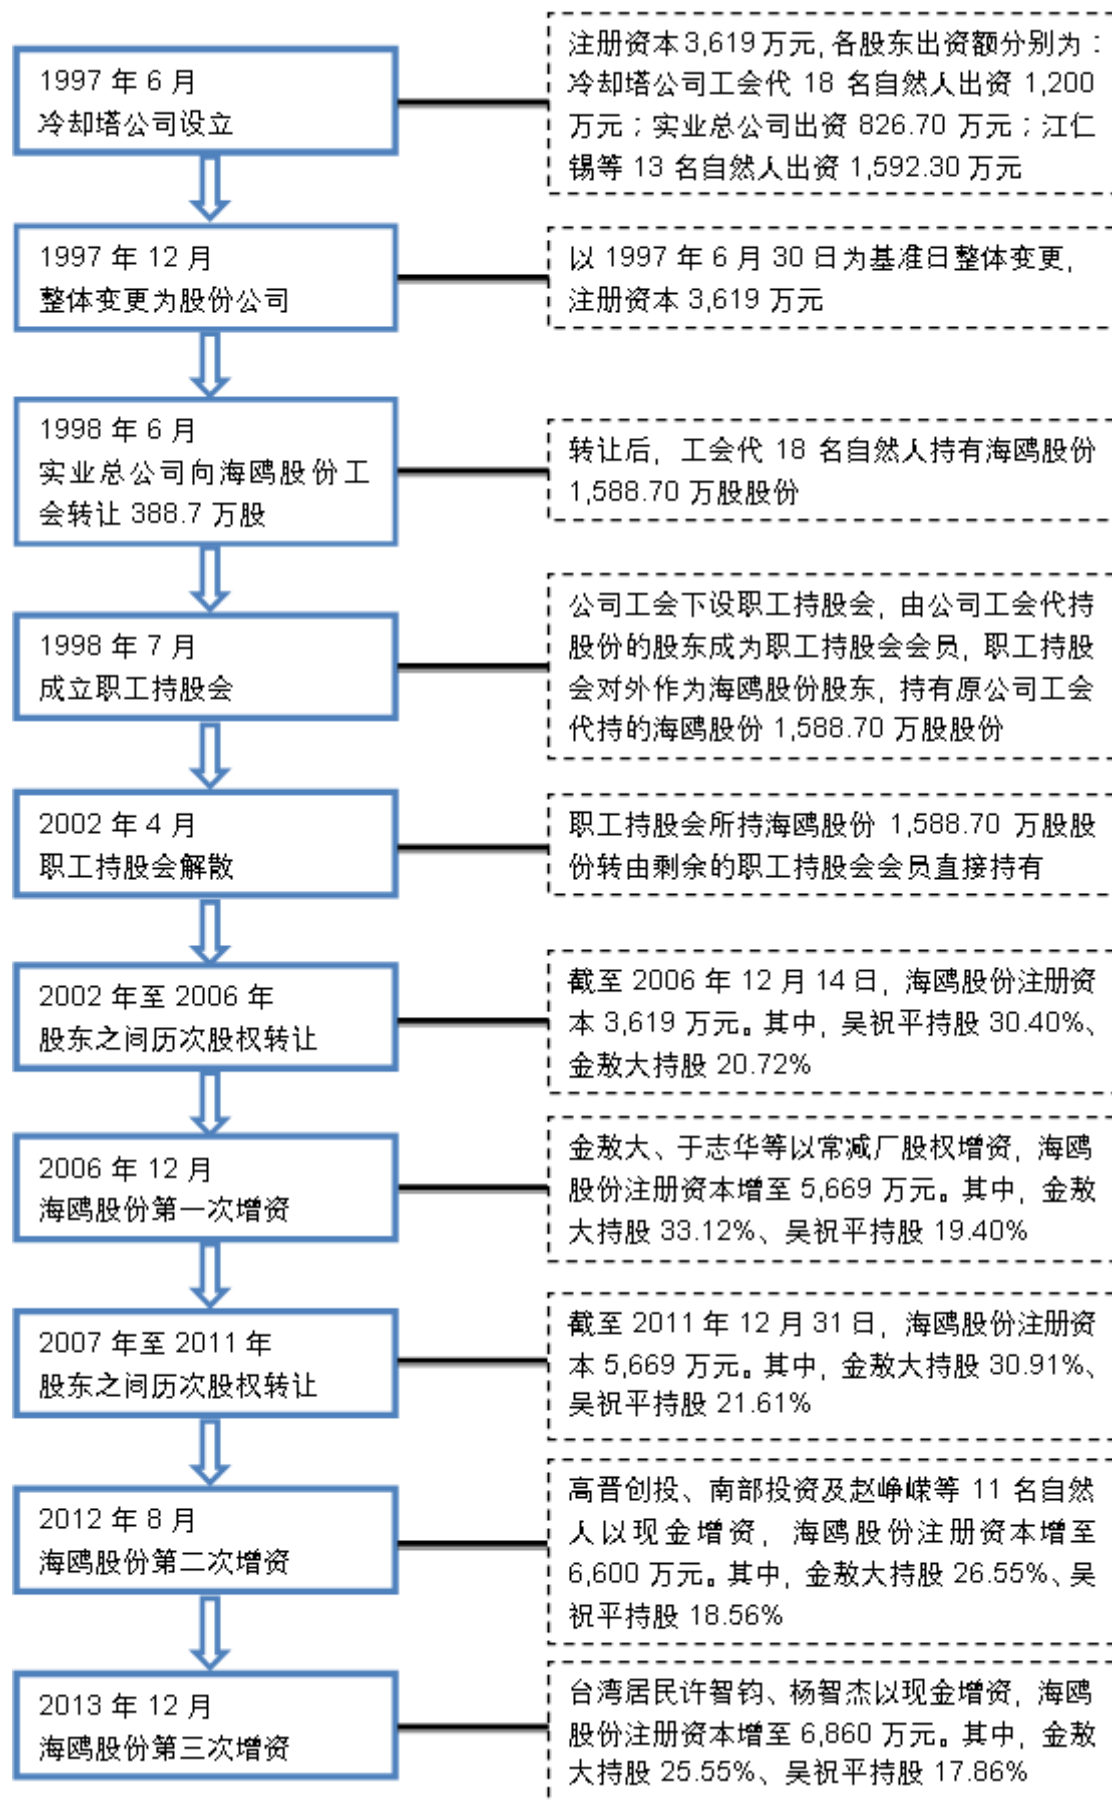 1997 年 6 月
冷却塔公司设立
注册资本 3,619 万元, 各股东出资额分别为：
冷却塔公司工会代 18 名自然人出资 1,200
万元；实业总公司出资 826.70 万元；江仁
锡等 13 名自然人出资 1,592.30 万元
1997 年 12 月
整体变更为股份公司
以 1997 年 6 月 30 日为基准日整体变更,
注册资本 3,619 万元
1998 年 6 月
实业总公司向海鸥股份工
会转让 388.7 万股
转让后, 工会代 18 名自然人持有海鸥股份
1,588.70 万股股份
1998 年 7 月
成立职工持股会
公司工会下设职工持股会, 由公司工会代持
股份的股东成为职工持股会会员, 职工持股
会对外作为海鸥股份股东, 持有原公司工会
代持的海鸥股份 1,588.70 万股股份
2002 年 4 月
职工持股会解散
职工持股会所持海鸥股份 1,588.70 万股股
份转由剩余的职工持股会会员直接持有
2002 年至 2006 年
股东之间历次股权转让
截至 2006 年 12 月 14 日, 海鸥股份注册资
本 3,619 万元。其中, 吴祝平持股 30.40%、
金敖大持股 20.72%
2006 年 12 月
海鸥股份第一次增资
金敖大、于志华等以常减厂股权增资, 海鸥
股份注册资本增至 5,669 万元。其中, 金敖
大持股 33.12%、吴祝平持股 19.40%
2007 年至 2011 年
股东之间历次股权转让
截至 2011 年 12 月 31 日, 海鸥股份注册资
本 5,669 万元。其中, 金敖大持股 30.91%、
吴祝平持股 21.61%
2012 年 8 月
海鸥股份第二次增资
高晋创投、南部投资及赵峥嵘等 11 名自然
人以现金增资, 海鸥股份注册资本增至
6,600 万元。其中, 金敖大持股 26.55%、吴
祝平持股 18.56%
2013 年 12 月
海鸥股份第三次增资
台湾居民许智钧、杨智杰以现金增资, 海鸥
股份注册资本增至 6,860 万元。其中, 金敖
大持股 25.55%、吴祝平持股 17.86%